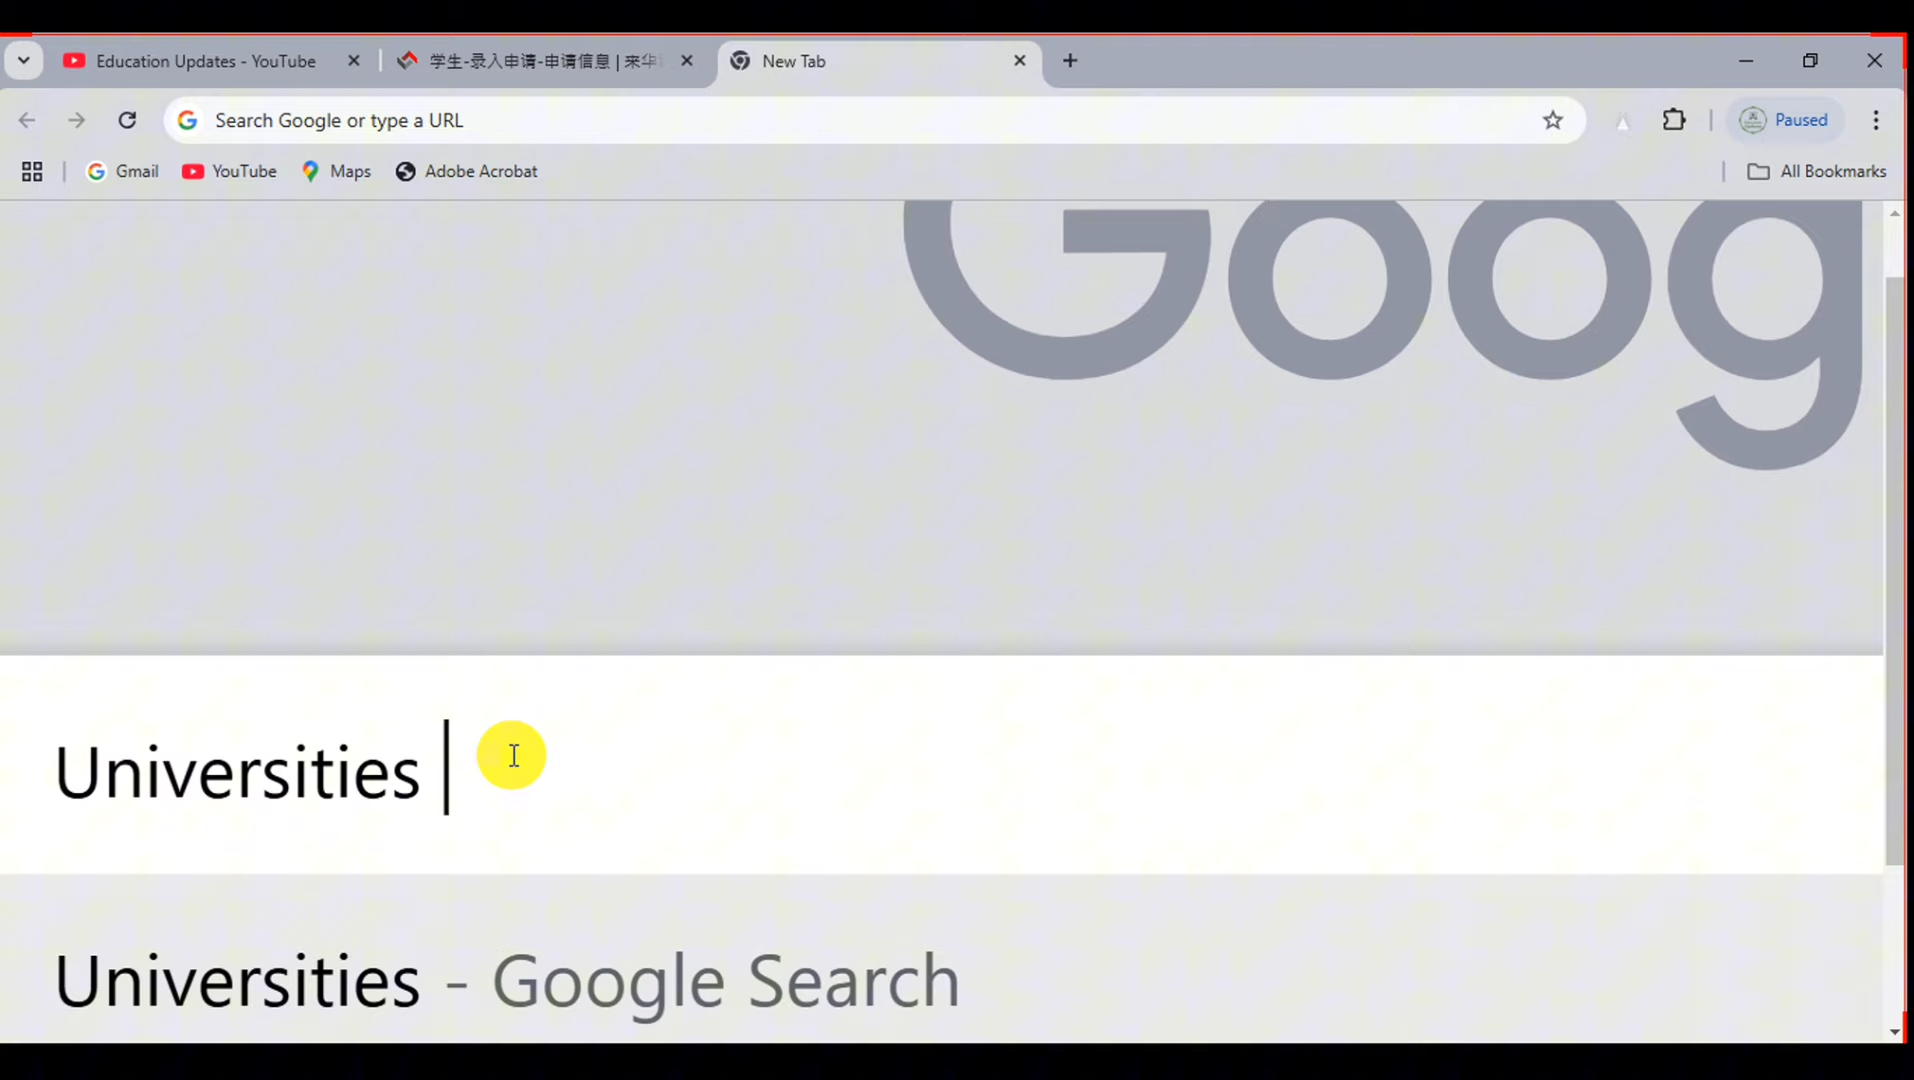 Education Updates - YouTube
学生-录入申请-申请信息 | 来华
New Tab
Search Google or type a URL
Paused
Gmail
YouTube
Maps
Adobe Acrobat
All Bookmarks
Goog
Universities
Universities - Google Search